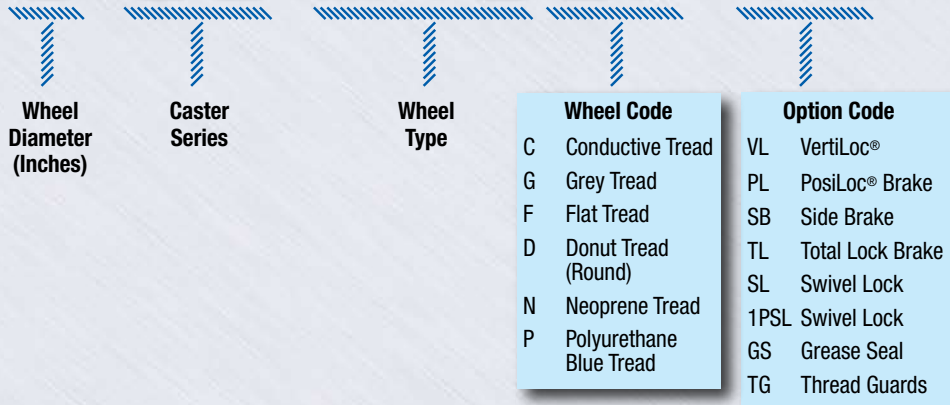 Wheel
Diameter
(Inches)
Caster
Series
Wheel
Type
Wheel Code
C Conductive Tread
G Grey Tread
F Flat Tread
D Donut Tread
(Round)
N Neoprene Tread
P Polyurethane
Blue Tread
Option Code
VL VertiLoc®
PL PosiLoc® Brake
SB Side Brake
TL Total Lock Brake
SL Swivel Lock
1PSL Swivel Lock
GS Grease Seal
TG Thread Guards